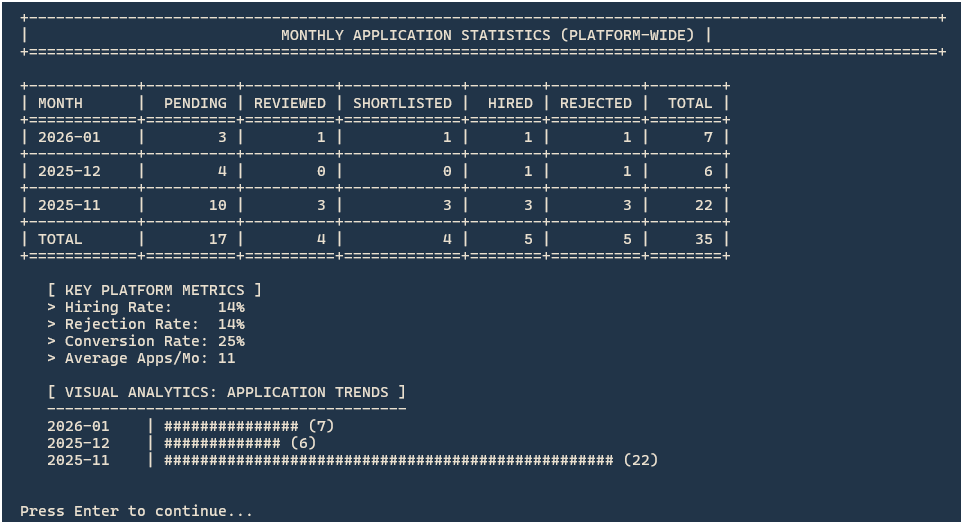 +------------------------------------------------------------------------------------------------------+
| MONTHLY APPLICATION STATISTICS (PLATFORM-WIDE) |
+======================================================================================================+
+------------+----------+----------+-------------+--------+----------+--------+
| MONTH      |  PENDING | REVIEWED | SHORTLISTED |  HIRED | REJECTED |  TOTAL |
+============+==========+==========+=============+========+==========+========+
| 2026-01    |        3 |        1 |           1 |      1 |        1 |      7 |
+------------+----------+----------+-------------+--------+----------+--------+
| 2025-12    |        4 |        0 |           0 |      1 |        1 |      6 |
+------------+----------+----------+-------------+--------+----------+--------+
| 2025-11    |       10 |        3 |           3 |      3 |        3 |     22 |
+------------+----------+----------+-------------+--------+----------+--------+
| TOTAL      |       17 |        4 |           4 |      5 |        5 |     35 |
+============+==========+==========+=============+========+==========+========+
[ KEY PLATFORM METRICS ]
> Hiring Rate:     14%
> Rejection Rate:  14%
> Conversion Rate: 25%
> Average Apps/Mo: 11
[ VISUAL ANALYTICS: APPLICATION TRENDS ]
----------------------------------------
2026-01    | ############### (7)
2025-12    | ############# (6)
2025-11    | ################################################## (22)
Press Enter to continue...